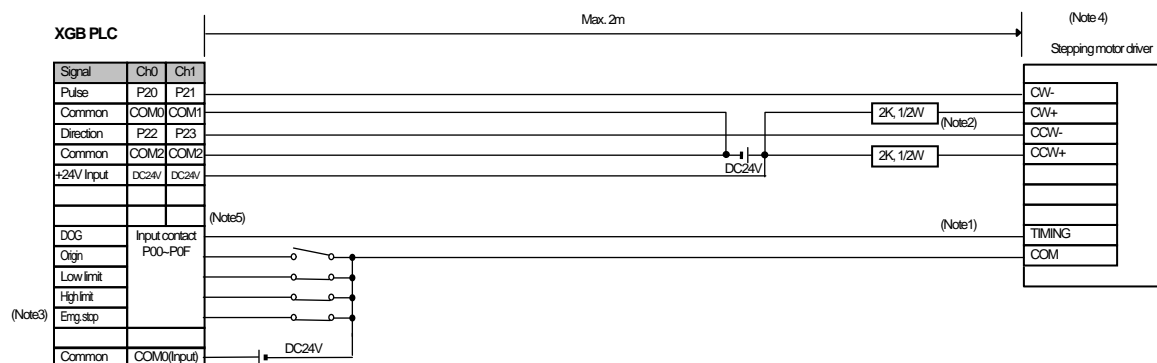 Max. 2m
(Note 4)
XGB PLC
Stepping motor driver
Signal Ch0 Ch1
Pulse P20 P21
CW-
Common COM0 COM1
2K, 1/2W
CW+
(Note2)
Direction P22 P23
CCW-
Common COM2 COM2
2K, 1/2W
CCW+
DC24V
+24V Input DC24V DC24V
(Note5)
(Note1)
DOG Input contact
P00~P0F
TIMING
Origin
COM
Low limit
High limit
(Note3)
Emg. stop
DC24V
Common COM0(Input)